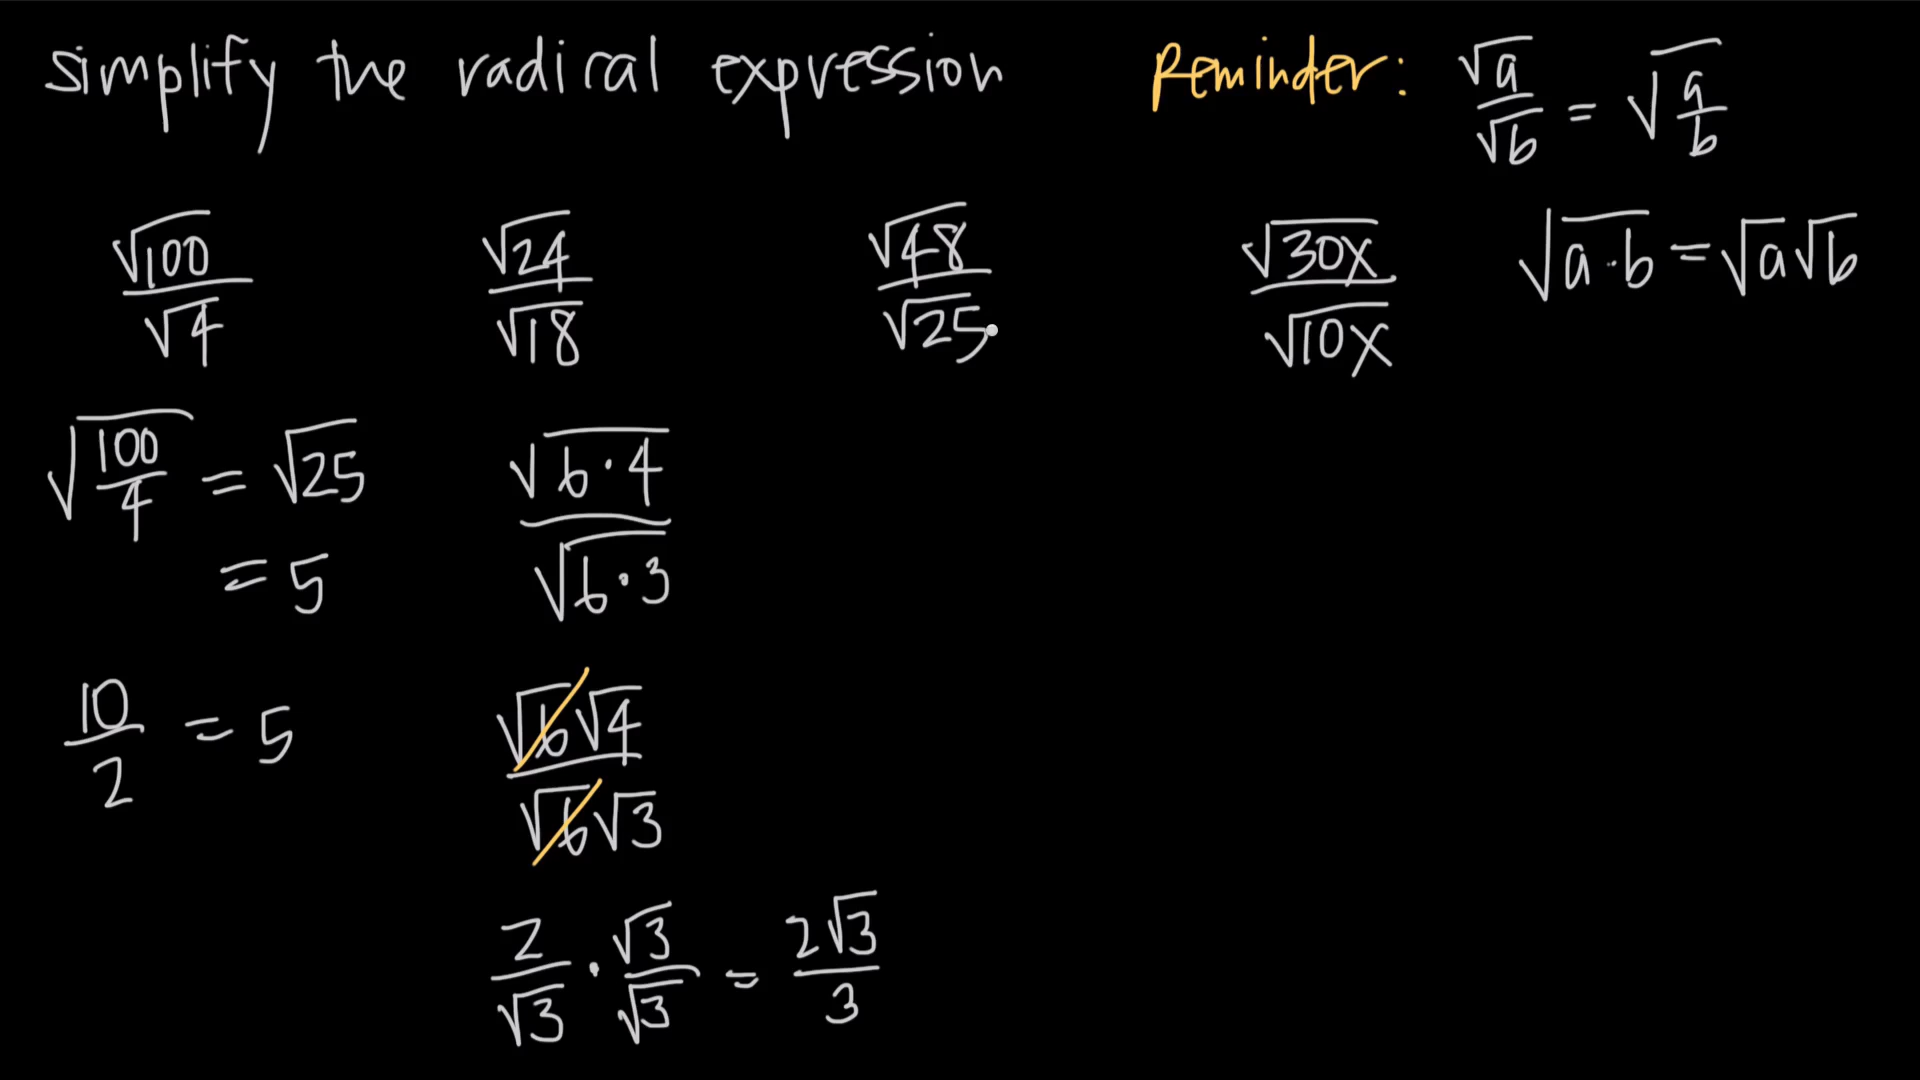 simplify the radical expression
Reminder: √a/√b = √(a/b)
√(a·b) = √a√b
√100/√4
√24/√18
√48/√25
√30x/√10x
√(100/4) = √25
= 5
10/2 = 5
√(6·4)/√(6·3)
√6√4/√6√3
2/√3 · √3/√3 = 2√3/3